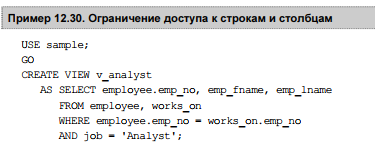 Пример 12.30. Ограничение доступа к строкам и столбцам
USE sample;
GO
CREATE VIEW v_analyst
AS SELECT employee.emp_no, emp_fname, emp_lname
FROM employee, works_on
WHERE employee.emp_no = works_on.emp_no
AND job = 'Analyst';